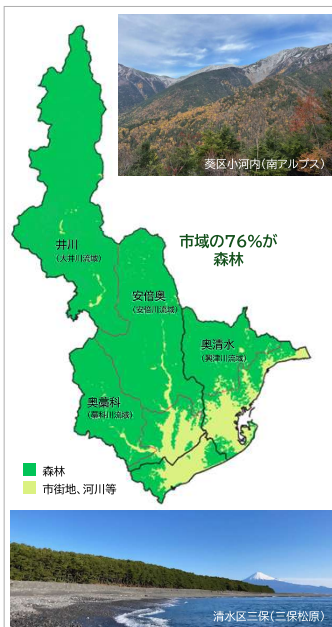 葵区小河内(南アルプス)
市域の76%が
森林
井川
(大井川流域)
安倍奥
(安倍川流域)
奥清水
(興津川流域)
奥藁科
(藁科川流域)
森林
市街地、河川等
清水区三保(三保松原)